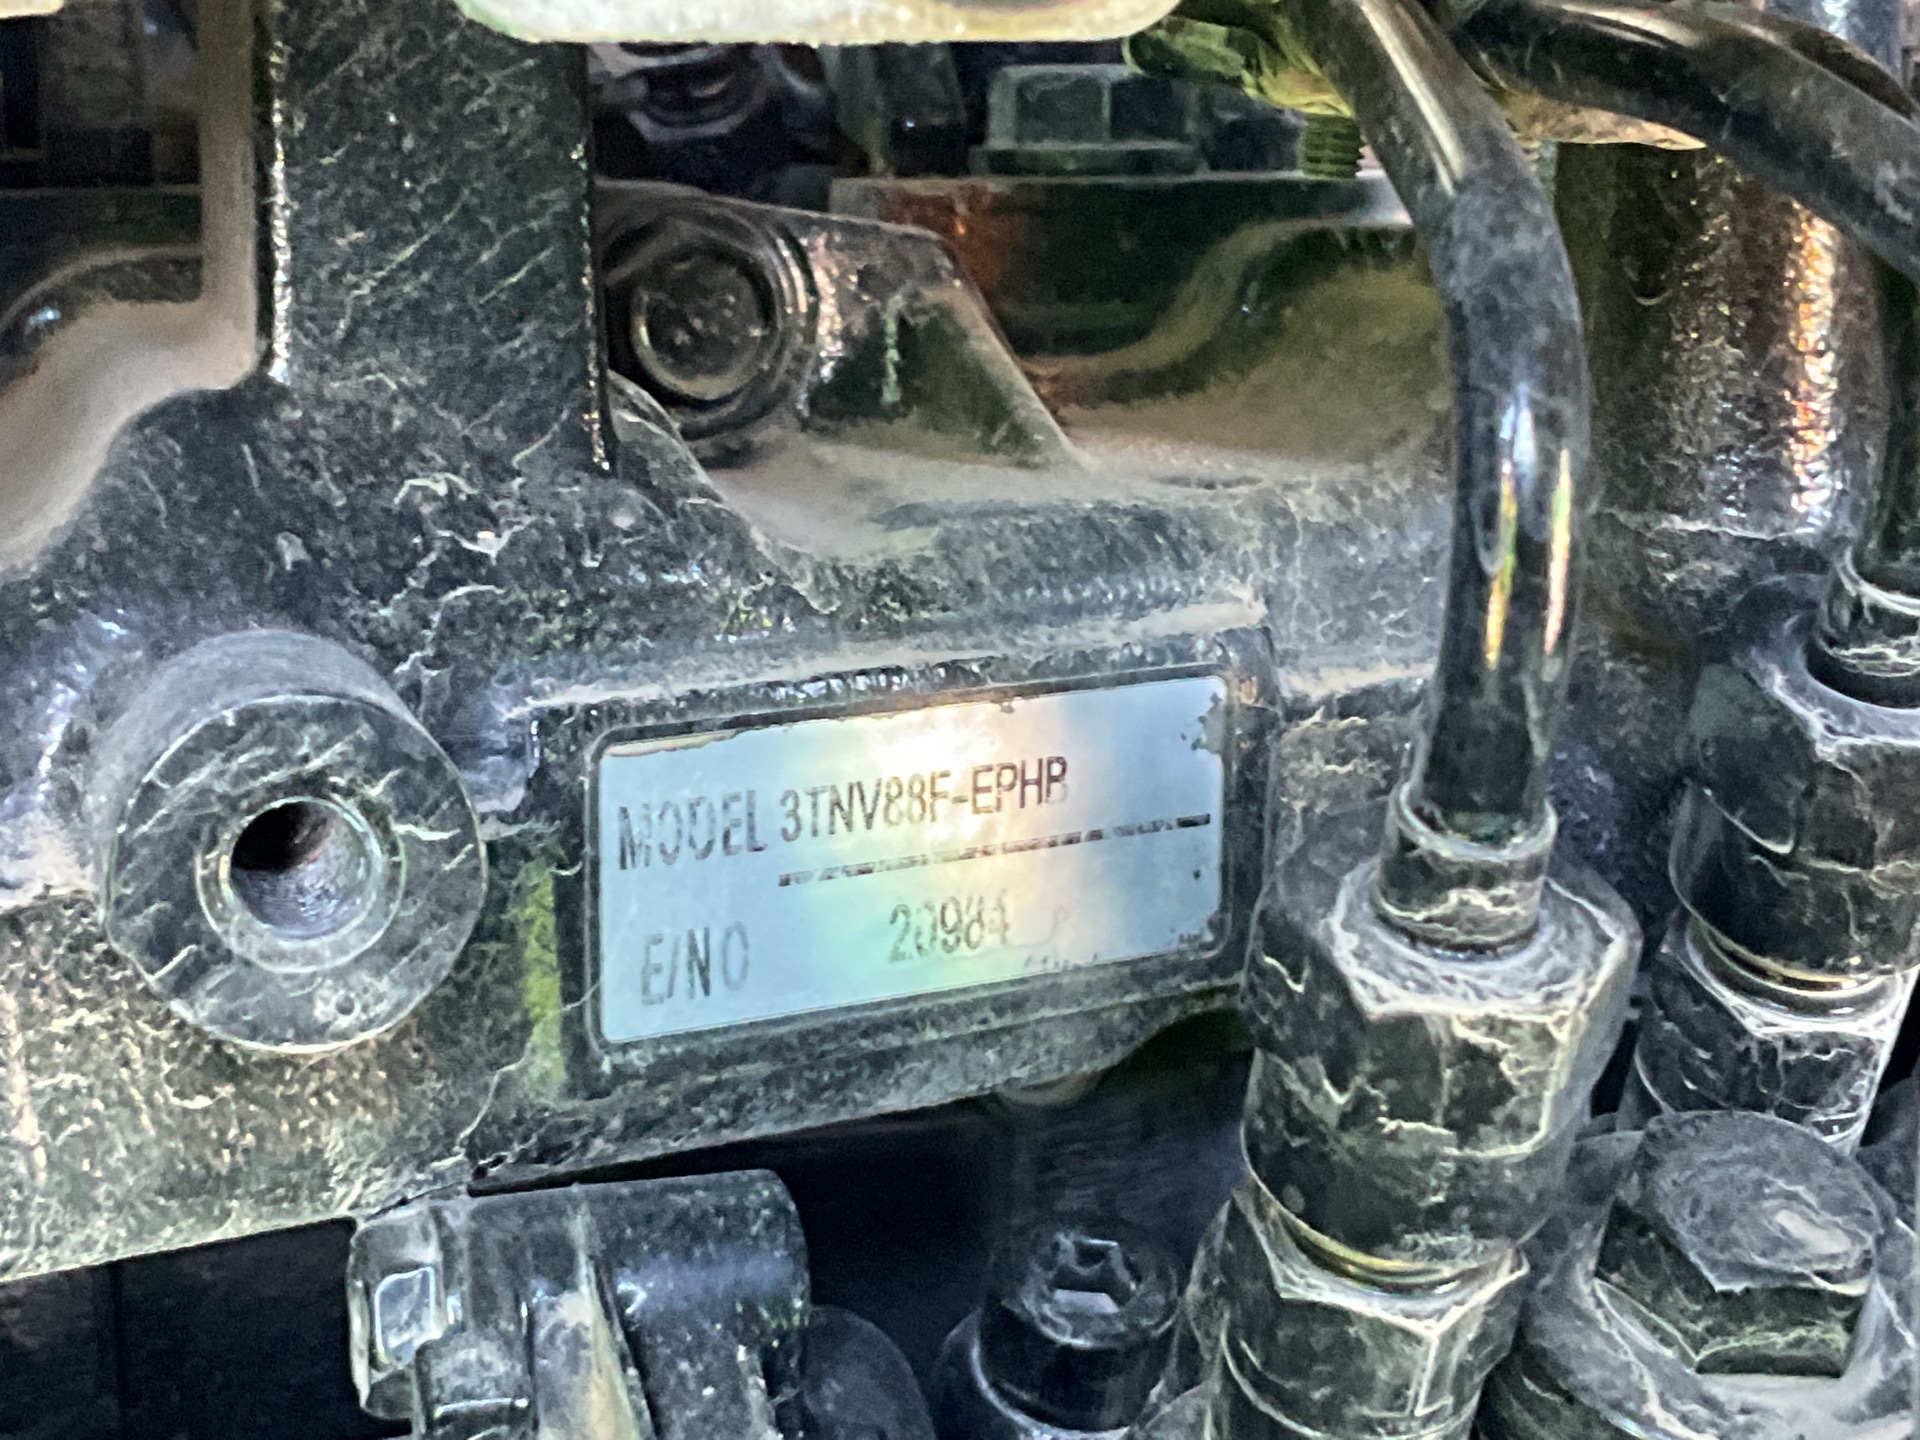 MODEL 3TNV88F-EPHB
E/NO 20984